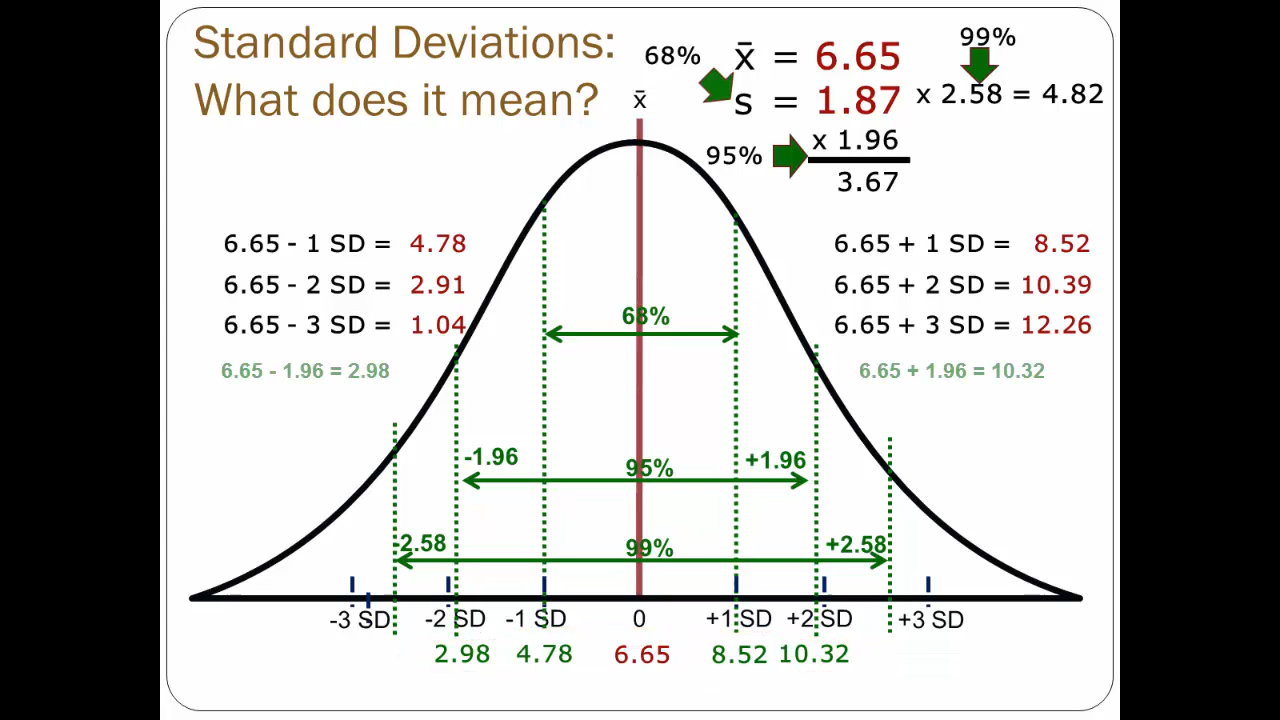 Standard Deviations:
What does it mean?
68%
x̄ = 6.65
s = 1.87
99%
x 2.58 = 4.82
95%
x 1.96
3.67
x̄
6.65 - 1 SD = 4.78
6.65 - 2 SD = 2.91
6.65 - 3 SD = 1.04
6.65 - 1.96 = 2.98
6.65 + 1 SD = 8.52
6.65 + 2 SD = 10.39
6.65 + 3 SD = 12.26
6.65 + 1.96 = 10.32
68%
-1.96 95% +1.96
-2.58 99% +2.58
-3 SD -2 SD -1 SD 0 +1 SD +2 SD +3 SD
2.98 4.78 6.65 8.52 10.32